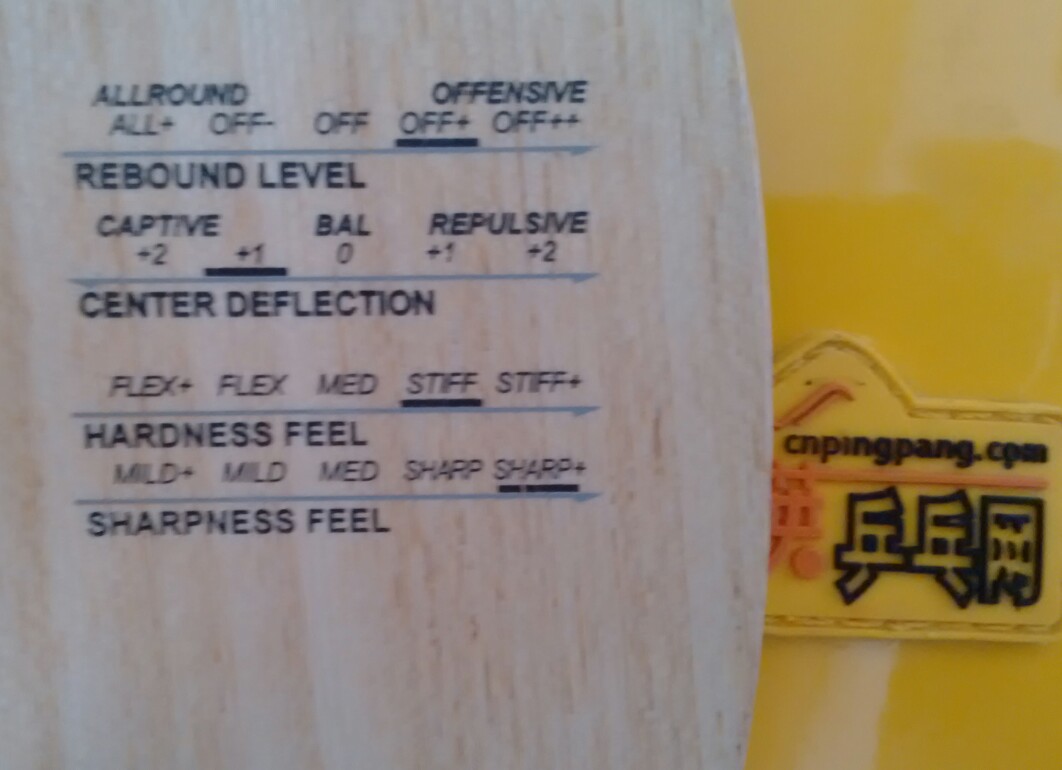 ALLROUND OFFENSIVE
ALL+ OFF- OFF OFF+ OFF++
REBOUND LEVEL
CAPTIVE BAL REPULSIVE
+2 +1 0 +1 +2
CENTER DEFLECTION
FLEX+ FLEX MED STIFF STIFF+
HARDNESS FEEL
MILD+ MILD MED SHARP SHARP+
SHARPNESS FEEL
cnpingpang.com
乒乓网